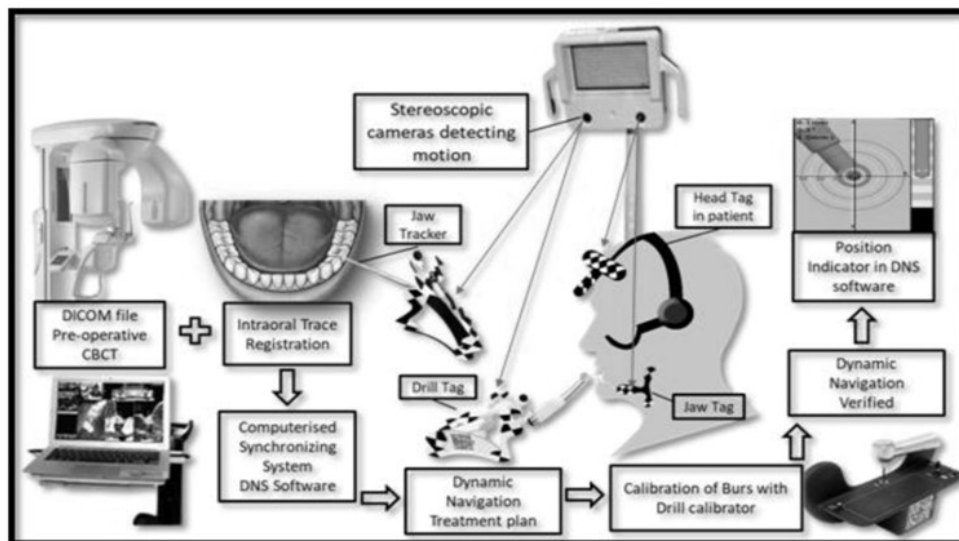 Stereoscopic
cameras detecting
motion
Jaw
Tracker
Head Tag
in patient
Position
Indicator in DNS
software
DICOM file
Pre-operative
CBCT
Intraoral Trace
Registration
Drill Tag
Jaw Tag
Dynamic
Navigation
Verified
Computerised
Synchronizing
System
DNS Software
Dynamic
Navigation
Treatment plan
Calibration of Burs with
Drill calibrator